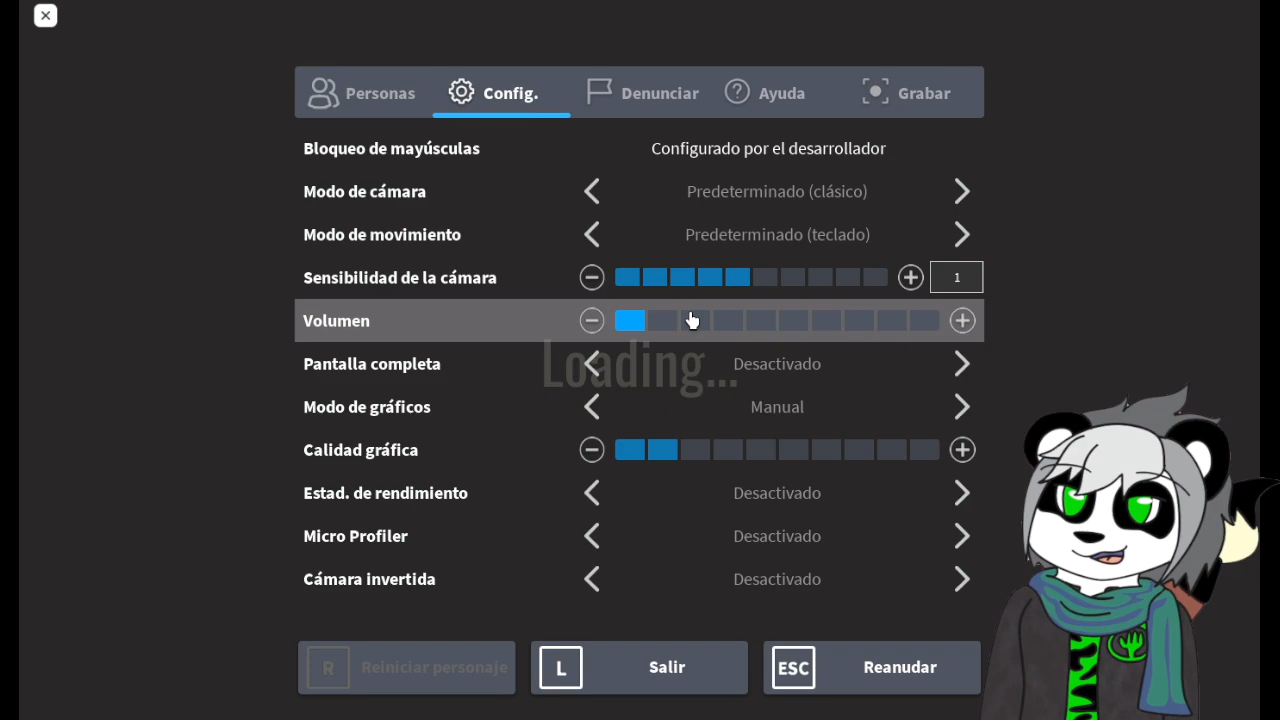 Personas Config. Denunciar Ayuda Grabar
Bloqueo de mayúsculas Configurado por el desarrollador
Modo de cámara Predeterminado (clásico)
Modo de movimiento Predeterminado (teclado)
Sensibilidad de la cámara 1
Volumen
Loading...
Pantalla completa Desactivado
Modo de gráficos Manual
Calidad gráfica
Estad. de rendimiento Desactivado
Micro Profiler Desactivado
Cámara invertida Desactivado
R Reiniciar personaje L Salir ESC Reanudar